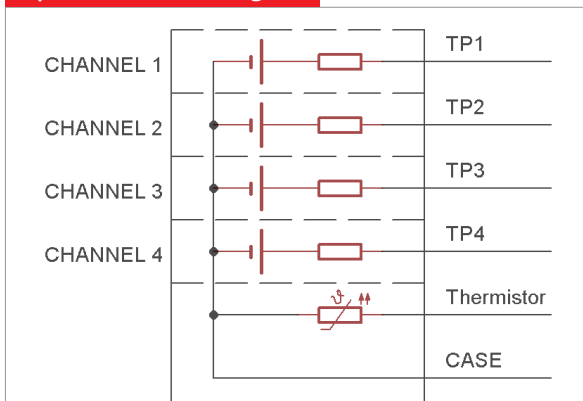 CHANNEL 1
TP1
CHANNEL 2
TP2
CHANNEL 3
TP3
CHANNEL 4
TP4
ϑ
Thermistor
CASE